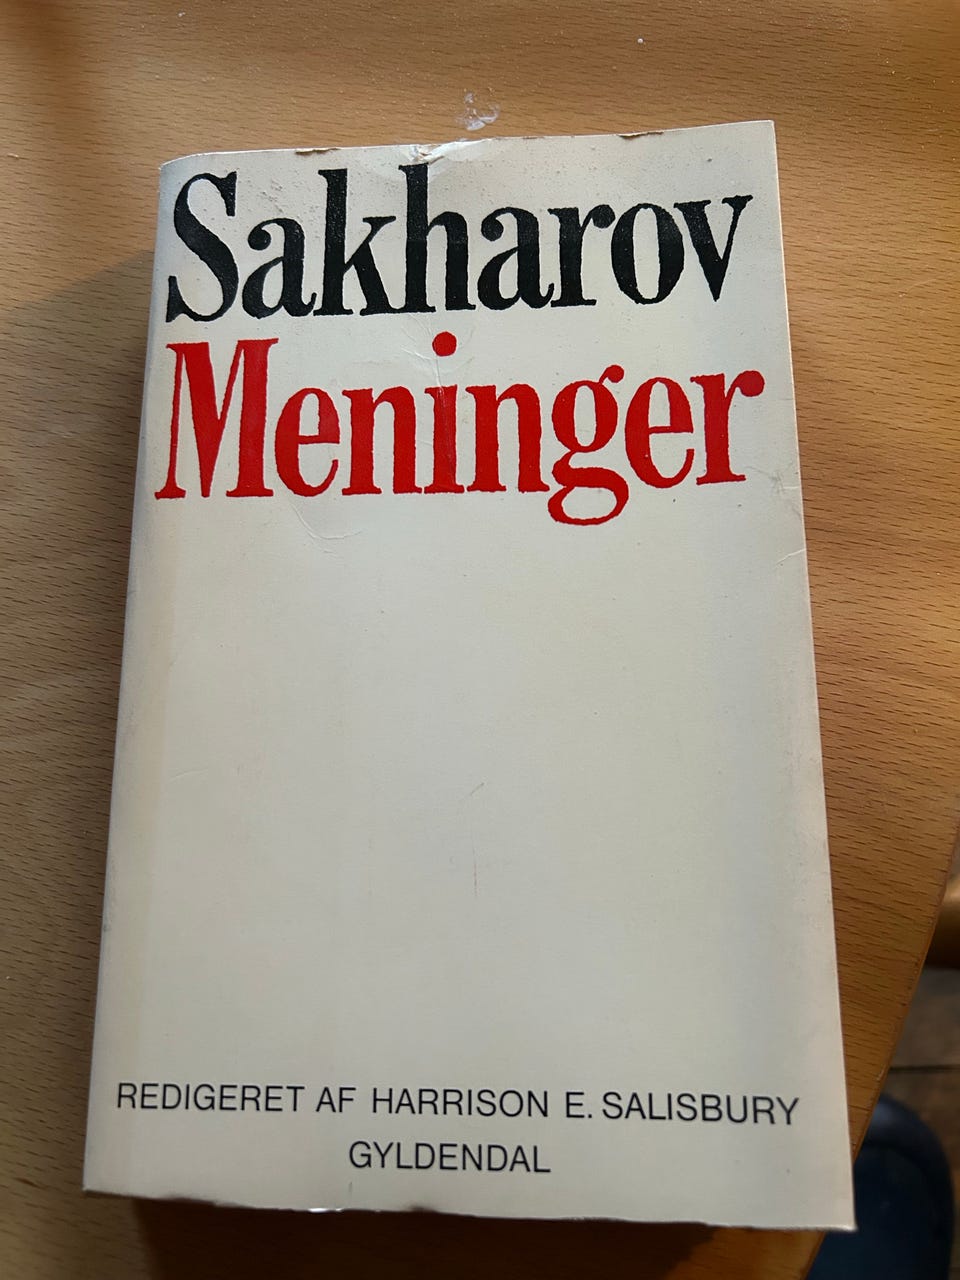 Sakharov
Meninger
REDIGERET AF HARRISON E. SALISBURY
GYLDENDAL